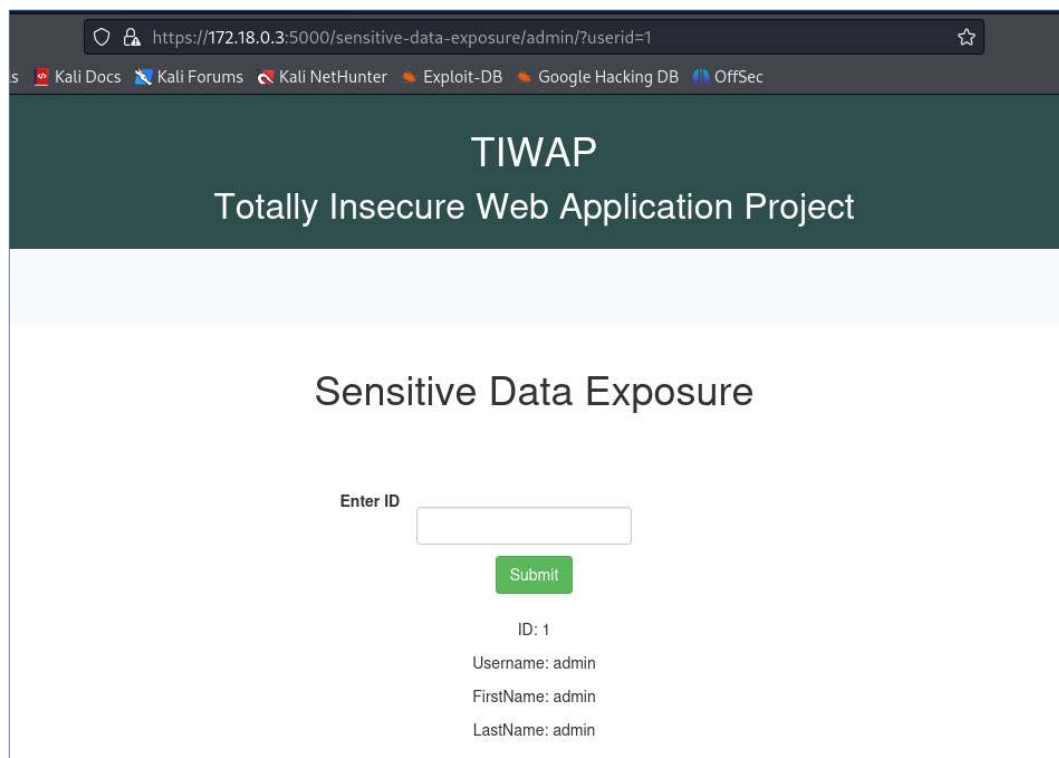 https://172.18.0.3:5000/sensitive-data-exposure/admin/?userid=1
s Kali Docs Kali Forums Kali NetHunter Exploit-DB Google Hacking DB OffSec
TIWAP
Totally Insecure Web Application Project
Sensitive Data Exposure
Enter ID
Submit
ID: 1
Username: admin
FirstName: admin
LastName: admin